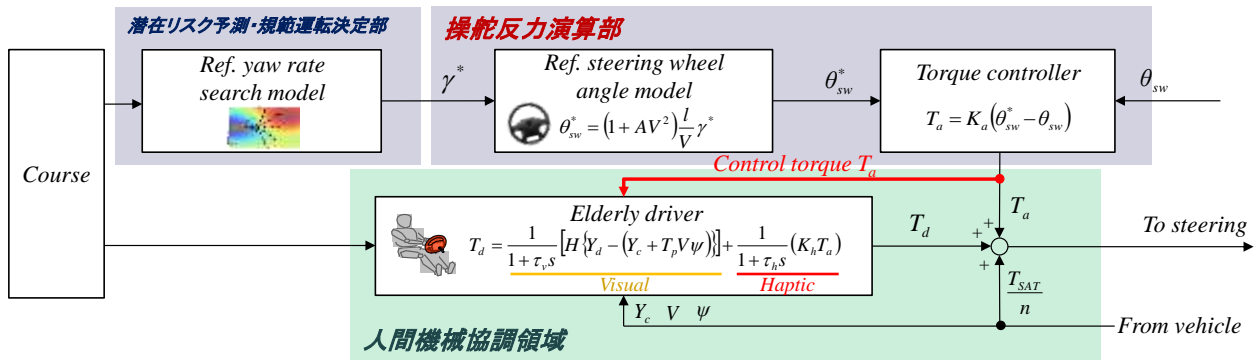 潜在リスク予測・規範運転決定部
操舵反力演算部
Course
Ref. yaw rate
search model
γ*
Ref. steering wheel
angle model
θ*sw = (1 + AV²) l/V γ*
θ*sw
Torque controller
Ta = Ka(θ*sw − θsw)
θsw
Control torque Ta
Elderly driver
Td = 1/(1 + τvs) [H{Yd − (Yc + TpVψ)}] + 1/(1 + τhs) (KhTa)
Visual
Haptic
Td
Ta
+
+
+
To steering
TSAT/n
Yc V ψ
From vehicle
人間機械協調領域